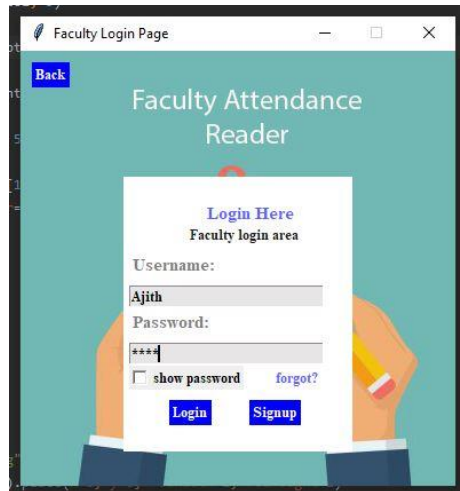 Faculty Login Page
Back
Faculty Attendance
Reader
Login Here
Faculty login area
Username:
Ajith
Password:
****
show password forgot?
Login Signup